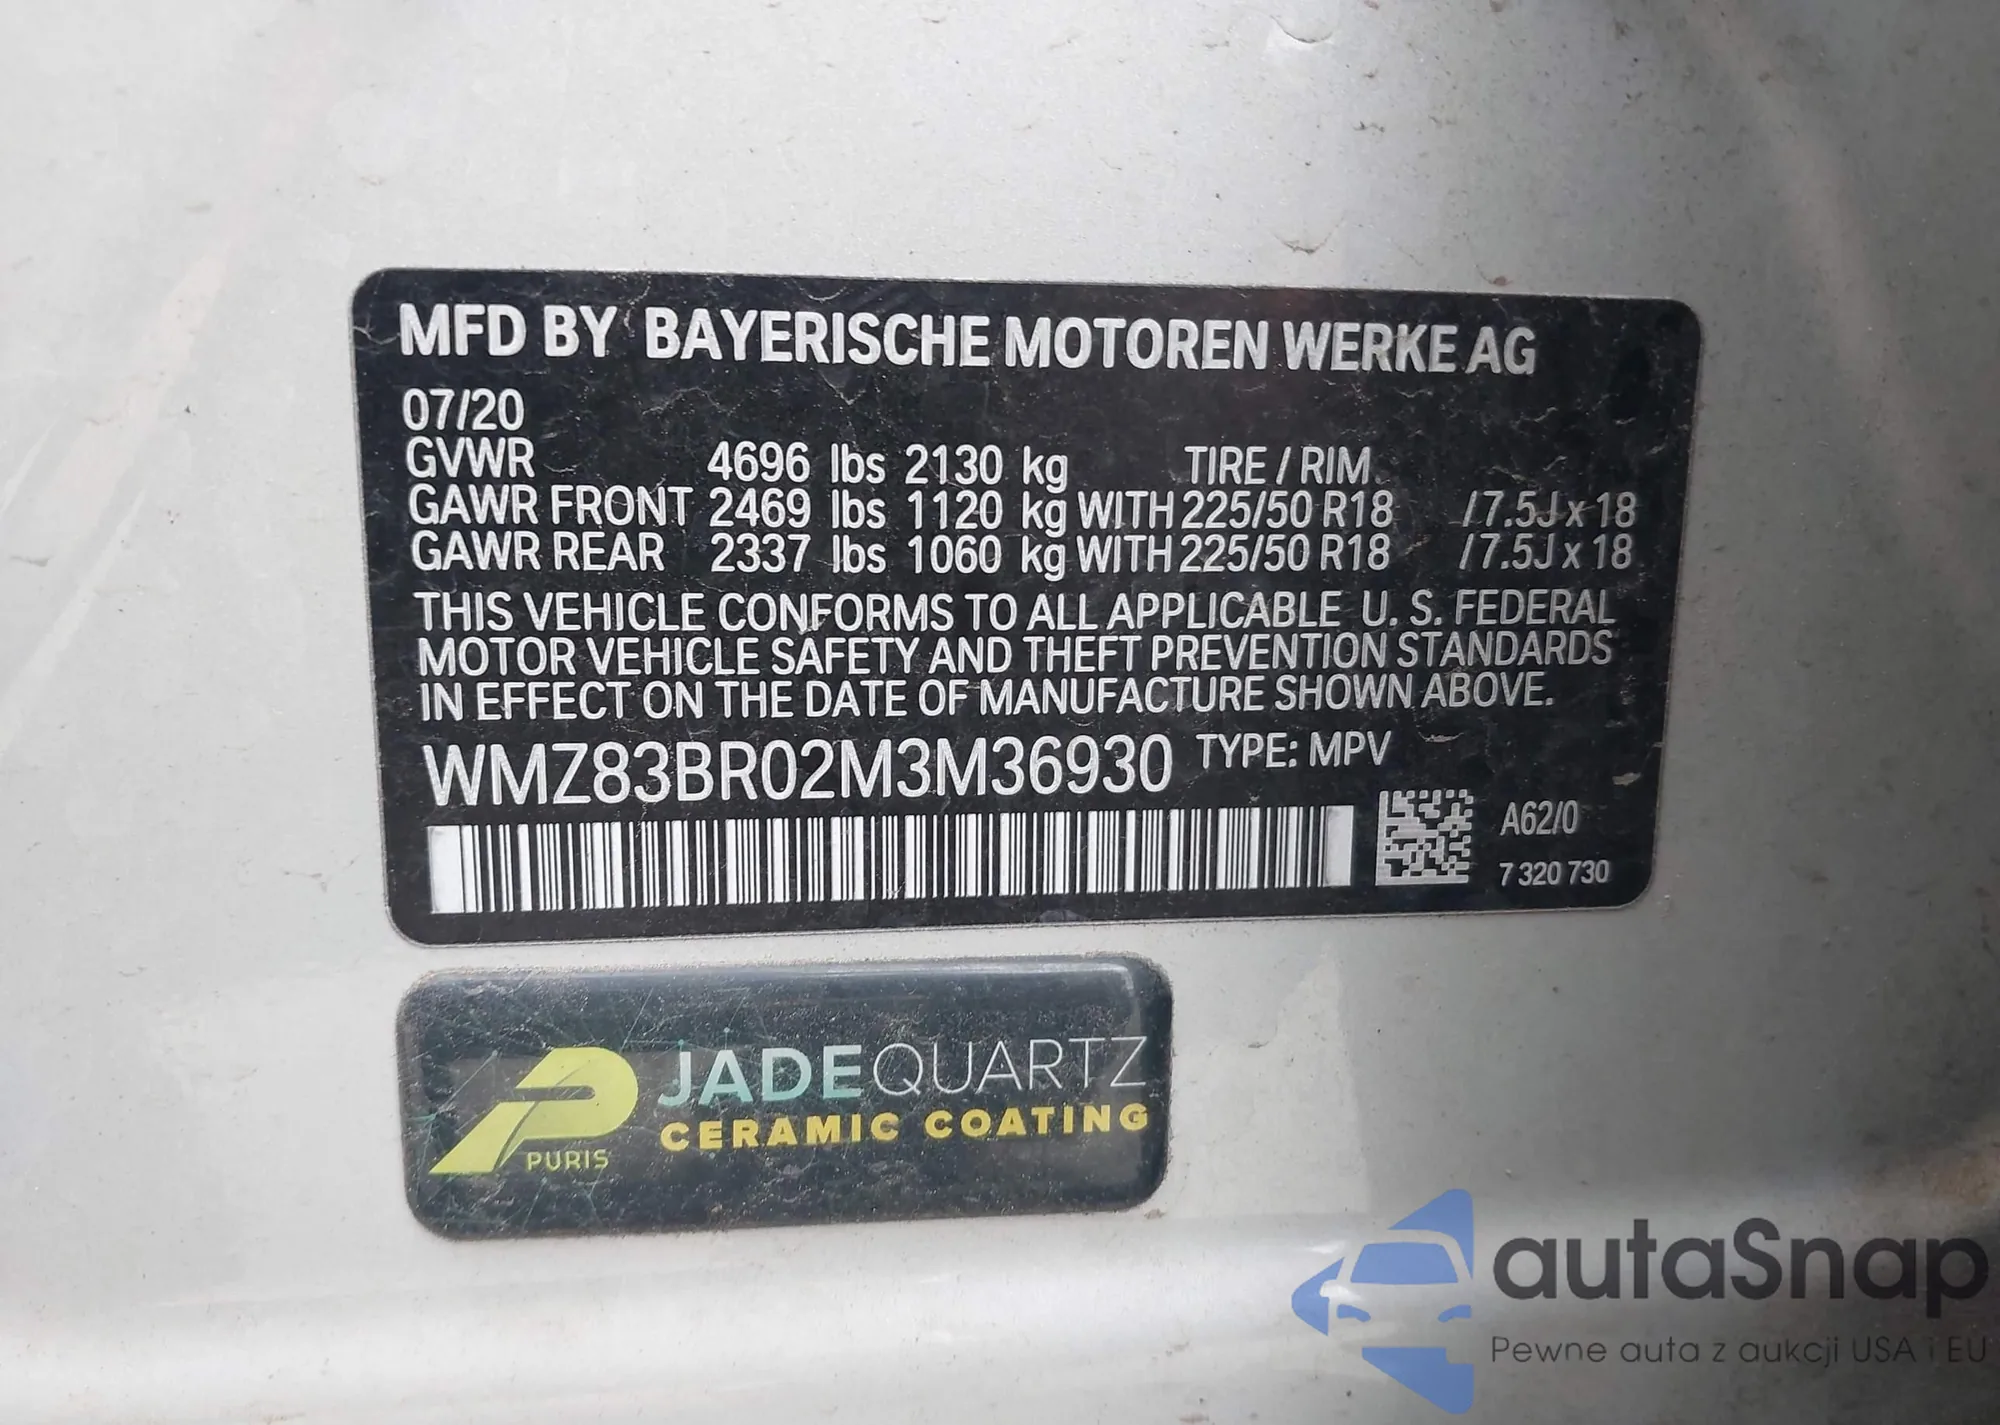 MFD BY BAYERISCHE MOTOREN WERKE AG
07/20
GVWR 4696 lbs 2130 kg TIRE / RIM
GAWR FRONT 2469 lbs 1120 kg WITH 225/50 R18 / 7.5J x 18
GAWR REAR 2337 lbs 1060 kg WITH 225/50 R18 / 7.5J x 18
THIS VEHICLE CONFORMS TO ALL APPLICABLE U. S. FEDERAL
MOTOR VEHICLE SAFETY AND THEFT PREVENTION STANDARDS
IN EFFECT ON THE DATE OF MANUFACTURE SHOWN ABOVE.
WMZ83BR02M3M36930 TYPE: MPV
A62/0
7 320 730
PURIS
JADEQUARTZ
CERAMIC COATING
autaSnap
Pewne auta z aukcji USA i EU